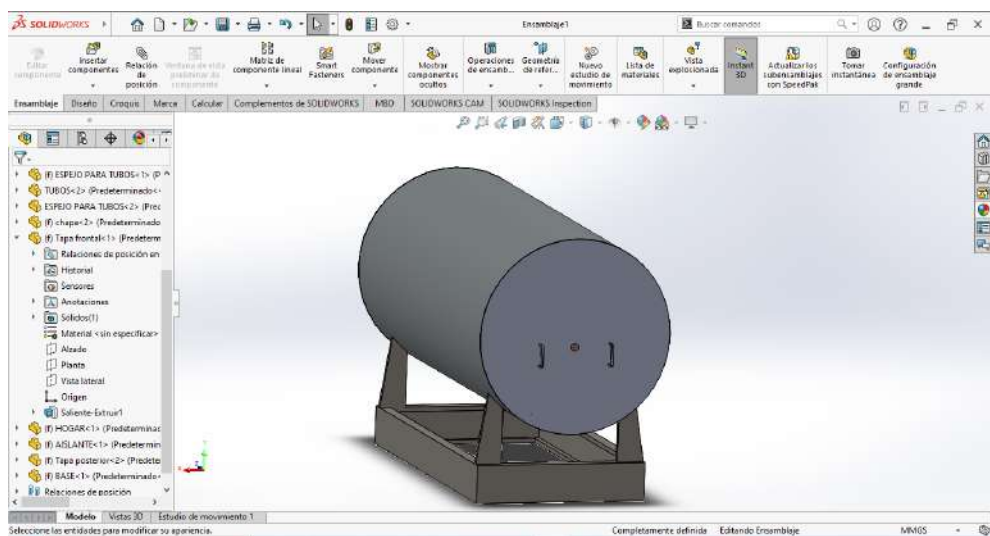 SOLIDWORKS
Ensamblaje1
Buscar comandos
Editar componente
Insertar componentes
Relación de posición
Ventana de vista preliminar de componente
Matriz de componente lineal
Smart Fasteners
Mover componente
Mostrar componentes ocultos
Operaciones de ensamb...
Geometría de refer...
Nuevo estudio de movimiento
Lista de materiales
Vista explosionada
Instant 3D
Actualizar los subensamblajes con SpeedPak
Tomar instantánea
Configuración de ensamblaje grande
Ensamblaje
Diseño
Croquis
Marca
Calcular
Complementos de SOLIDWORKS
MBD
SOLIDWORKS CAM
SOLIDWORKS Inspection
(f) ESPEJO PARA TUBOS<1> (P
TUBOS<2> (Predeterminado<
ESPEJO PARA TUBOS<2> (Prec
(f) chapa<2> (Predeterminado
(f) Tapa frontal<1> (Predeterm
Relaciones de posición en
Historial
Sensores
Anotaciones
Sólidos(1)
Material <sin especificar>
Alzado
Planta
Vista lateral
Origen
Saliente-Extruir1
(f) HOGAR<1> (Predeterminac
(f) AISLANTE<1> (Predetermin
(f) Tapa posterior<2> (Predete
(f) BASE<1> (Predeterminado<
Relaciones de posición
Modelo
Vistas 3D
Estudio de movimiento 1
Seleccione las entidades para modificar su apariencia.
Completamente definida
Editando Ensamblaje
MMGS